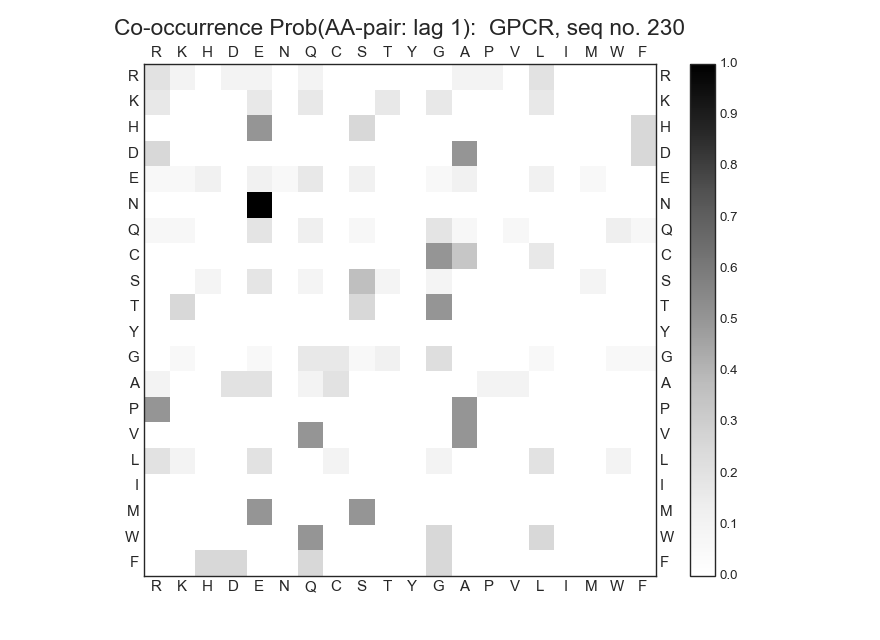 Co-occurrence Prob(AA-pair: lag 1):  GPCR, seq no. 230
R K H D E N Q C S T Y G A P V L I M W F
1.0
R R
K K
0.9
H H
D D
0.8
E E
0.7
N N
Q Q
0.6
C C
S S
0.5
T T
Y Y
0.4
G G
A A
0.3
P P
V V
0.2
L L
I I
0.1
M M
W W
F F
0.0
R K H D E N Q C S T Y G A P V L I M W F